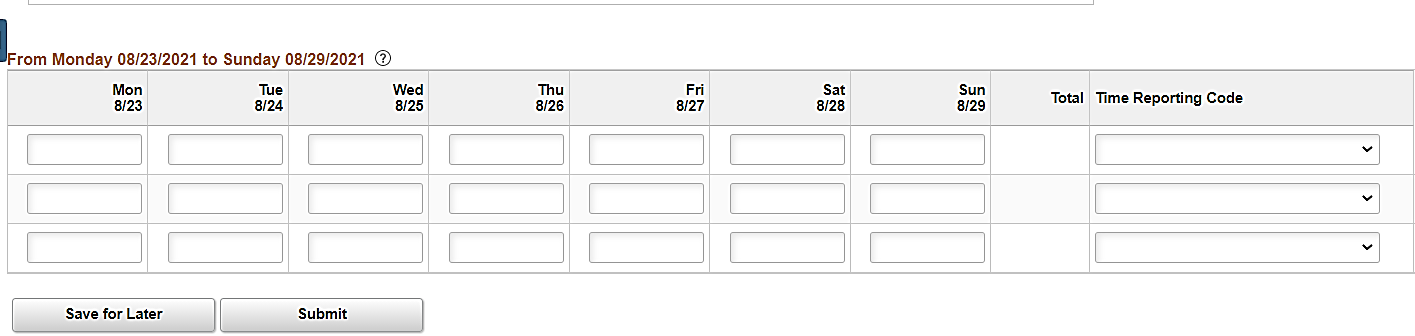 From Monday 08/23/2021 to Sunday 08/29/2021 ?
Mon 8/23
Tue 8/24
Wed 8/25
Thu 8/26
Fri 8/27
Sat 8/28
Sun 8/29
Total
Time Reporting Code
Save for Later
Submit